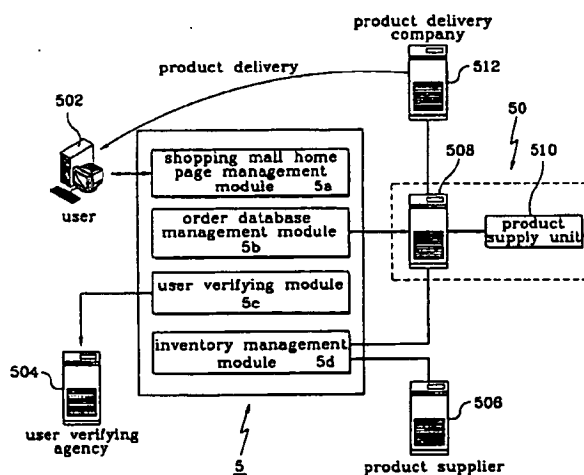 product delivery
company
product delivery
512
502
50
508
510
shopping mall home
page management
module 5a
user
order database
management module
5b
product
supply unit
user verifying module
5c
inventory management
module 5d
504
506
user verifying
agency
5
product supplier